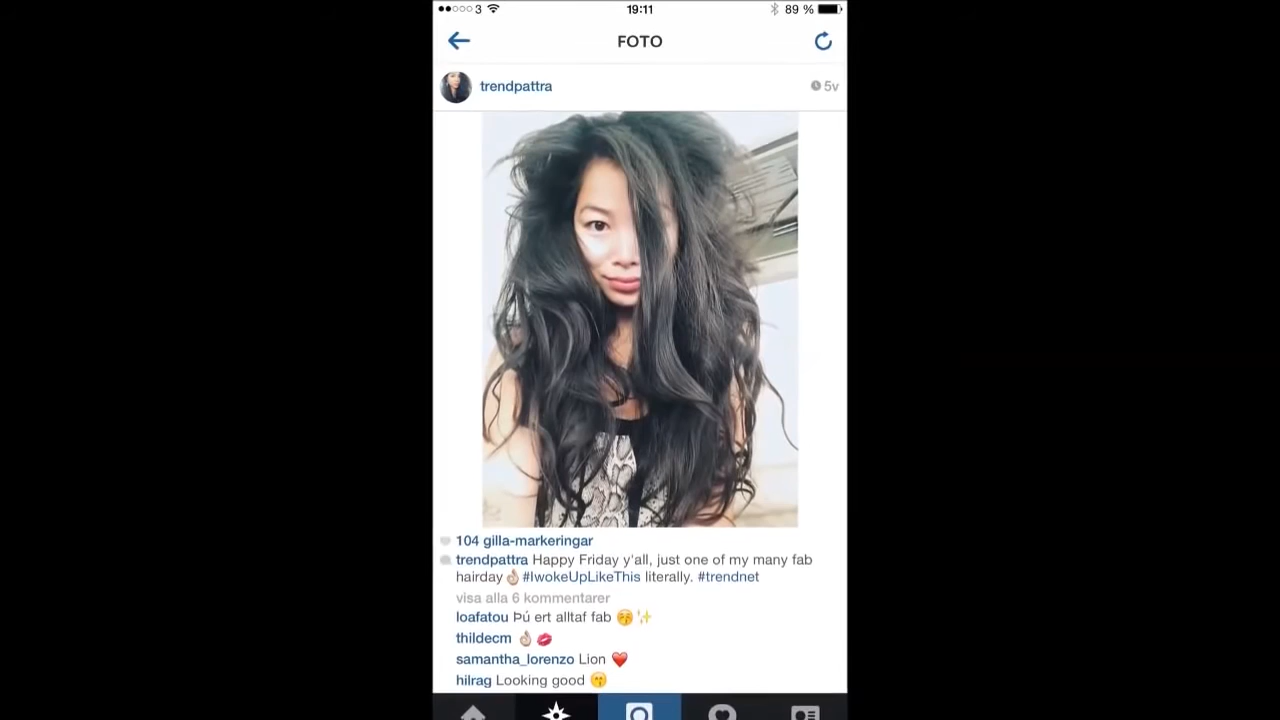 3 19:11 89 %
FOTO
trendpattra 5v
104 gilla-markeringar
trendpattra Happy Friday y'all, just one of my many fab
hairday👌🏼#IwokeUpLikeThis literally. #trendnet
visa alla 6 kommentarer
loafatou Þú ert alltaf fab 😚✨
thildecm 👌🏼💋
samantha_lorenzo Lion ❤️
hilrag Looking good 😙